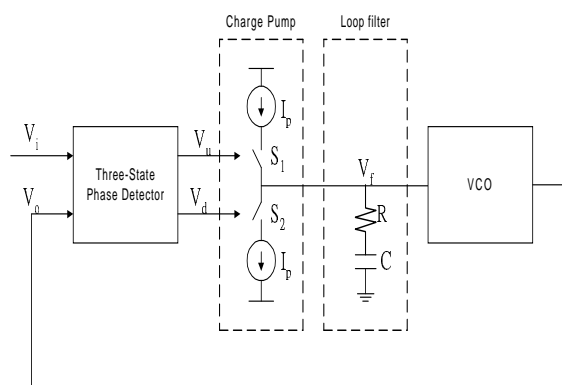 Charge Pump
Loop filter
I_p
V_i
V_u
S_1
Three-State
Phase Detector
V_f
VCO
V_o
V_d
S_2
R
I_p
C